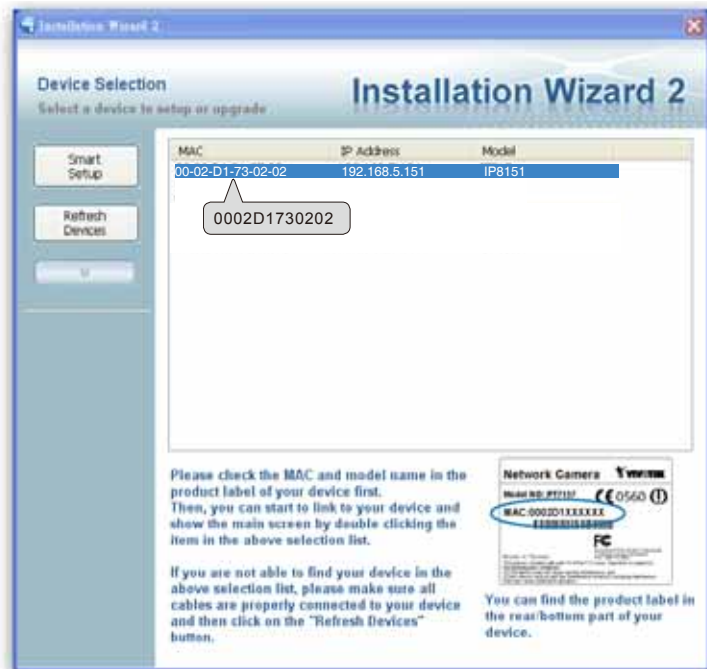 Installation Wizard 2
Device Selection
Select a device to setup or upgrade
Installation Wizard 2
Smart
Setup
Refresh
Devices
MAC IP Address Model
00-02-D1-73-02-02 192.168.5.151 IP8151
0002D1730202
Please check the MAC and model name in the
product label of your device first.
Then, you can start to link to your device and
show the main screen by double clicking the
item in the above selection list.
If you are not able to find your device in the
above selection list, please make sure all
cables are properly connected to your device
and then click on the "Refresh Devices"
button.
Network Camera VIVOTEK
Model NO: PT7137 CE0560
MAC:0002D1XXXXXX
FC
You can find the product label in
the rear/bottom part of your
device.